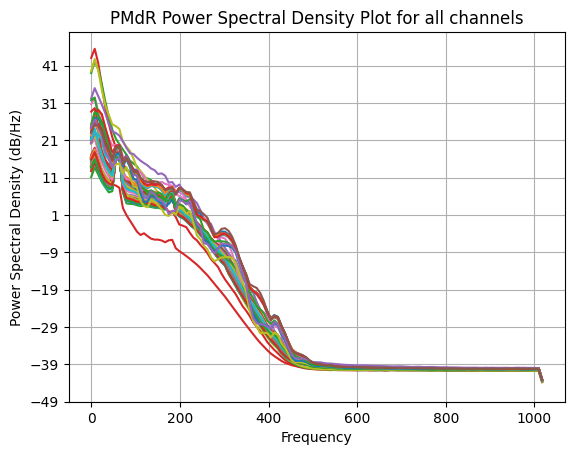 PMdR Power Spectral Density Plot for all channels
41
31
21
11
1
−9
−19
−29
−39
−49
Power Spectral Density (dB/Hz)
0 200 400 600 800 1000
Frequency